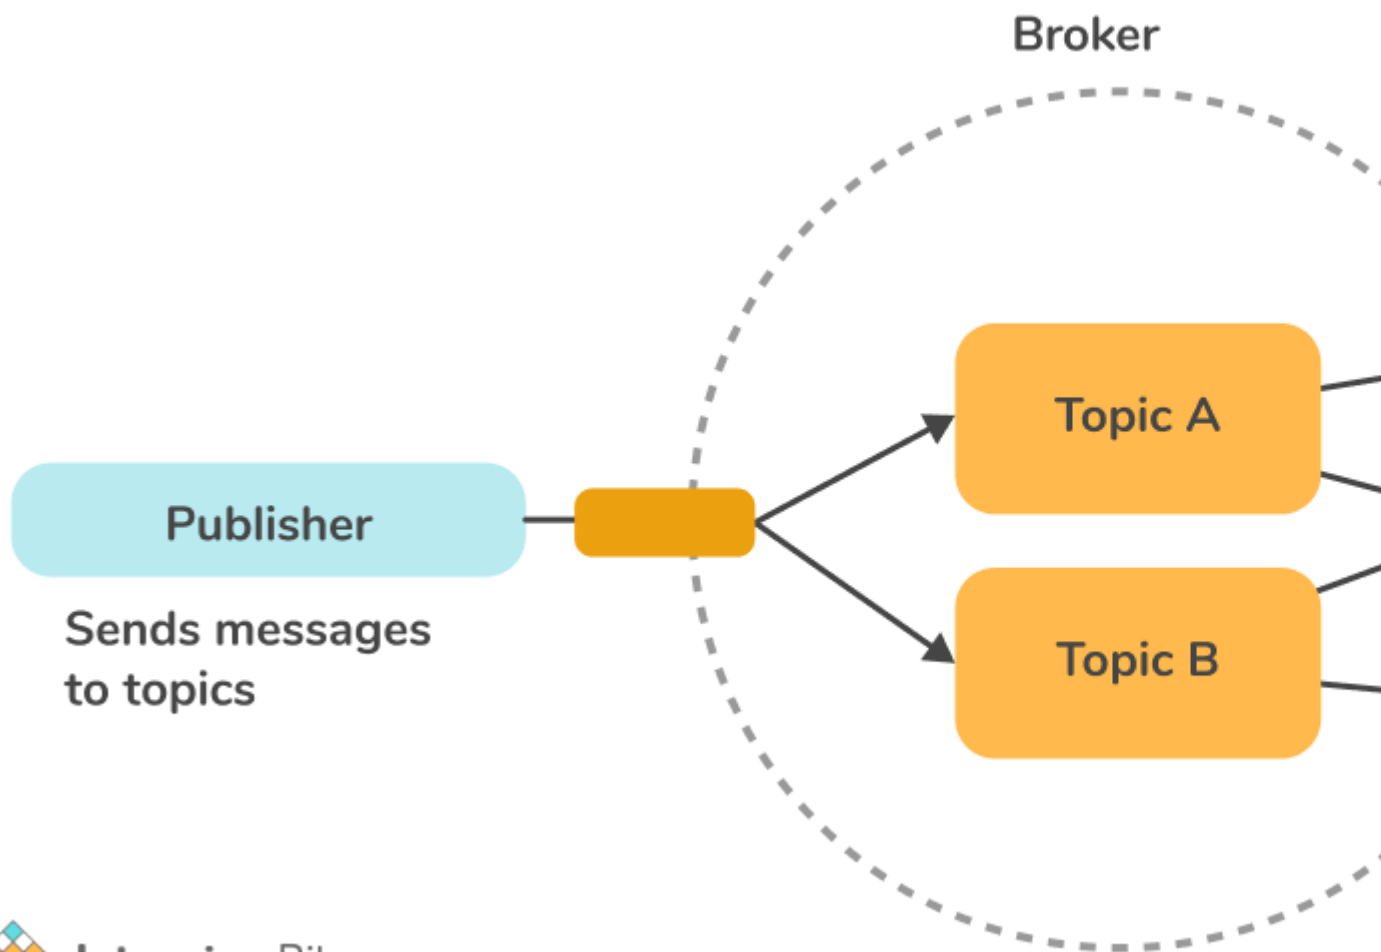 Broker
Topic A
Publisher
Sends messages
to topics
Topic B